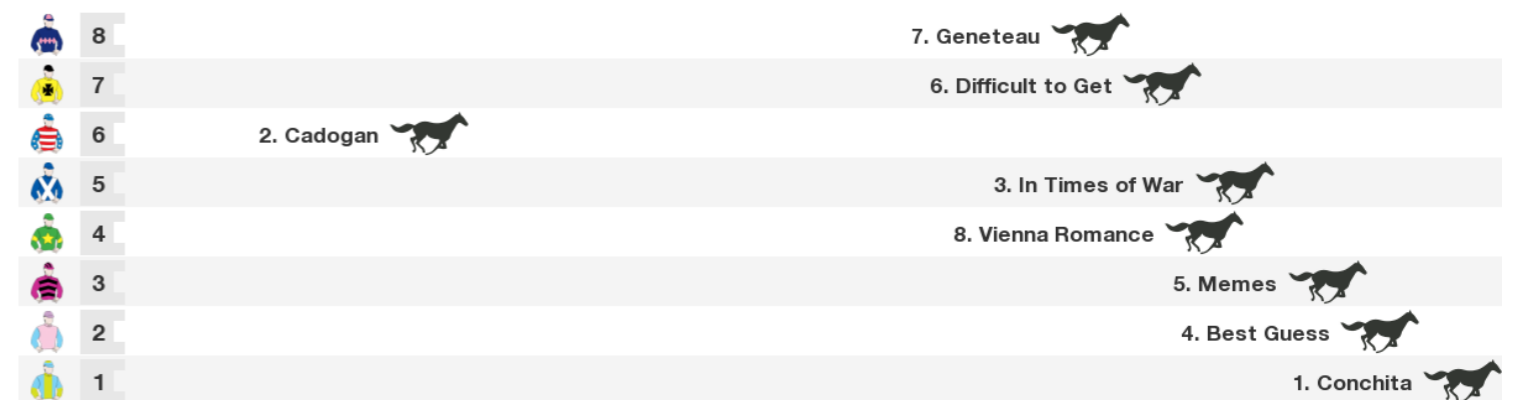 8 7. Geneteau
7 6. Difficult to Get
6 2. Cadogan
5 3. In Times of War
4 8. Vienna Romance
3 5. Memes
2 4. Best Guess
1 1. Conchita